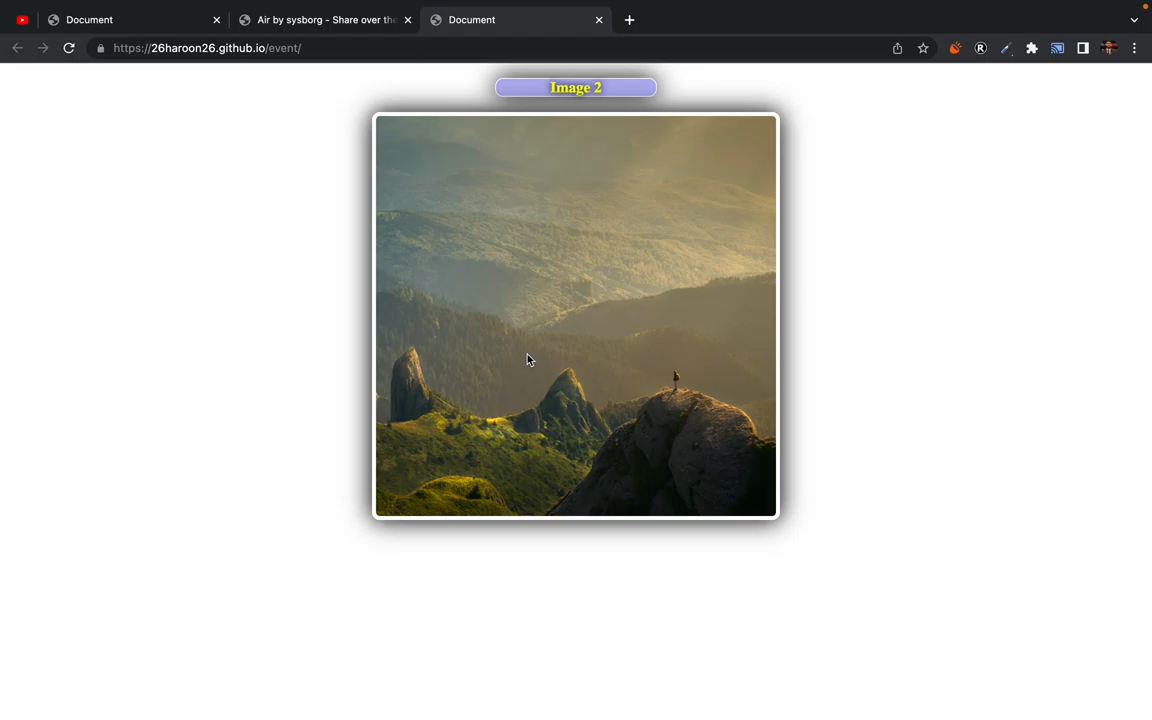 Document
Air by sysborg - Share over the
Document
https://26haroon26.github.io/event/
R
Image 2